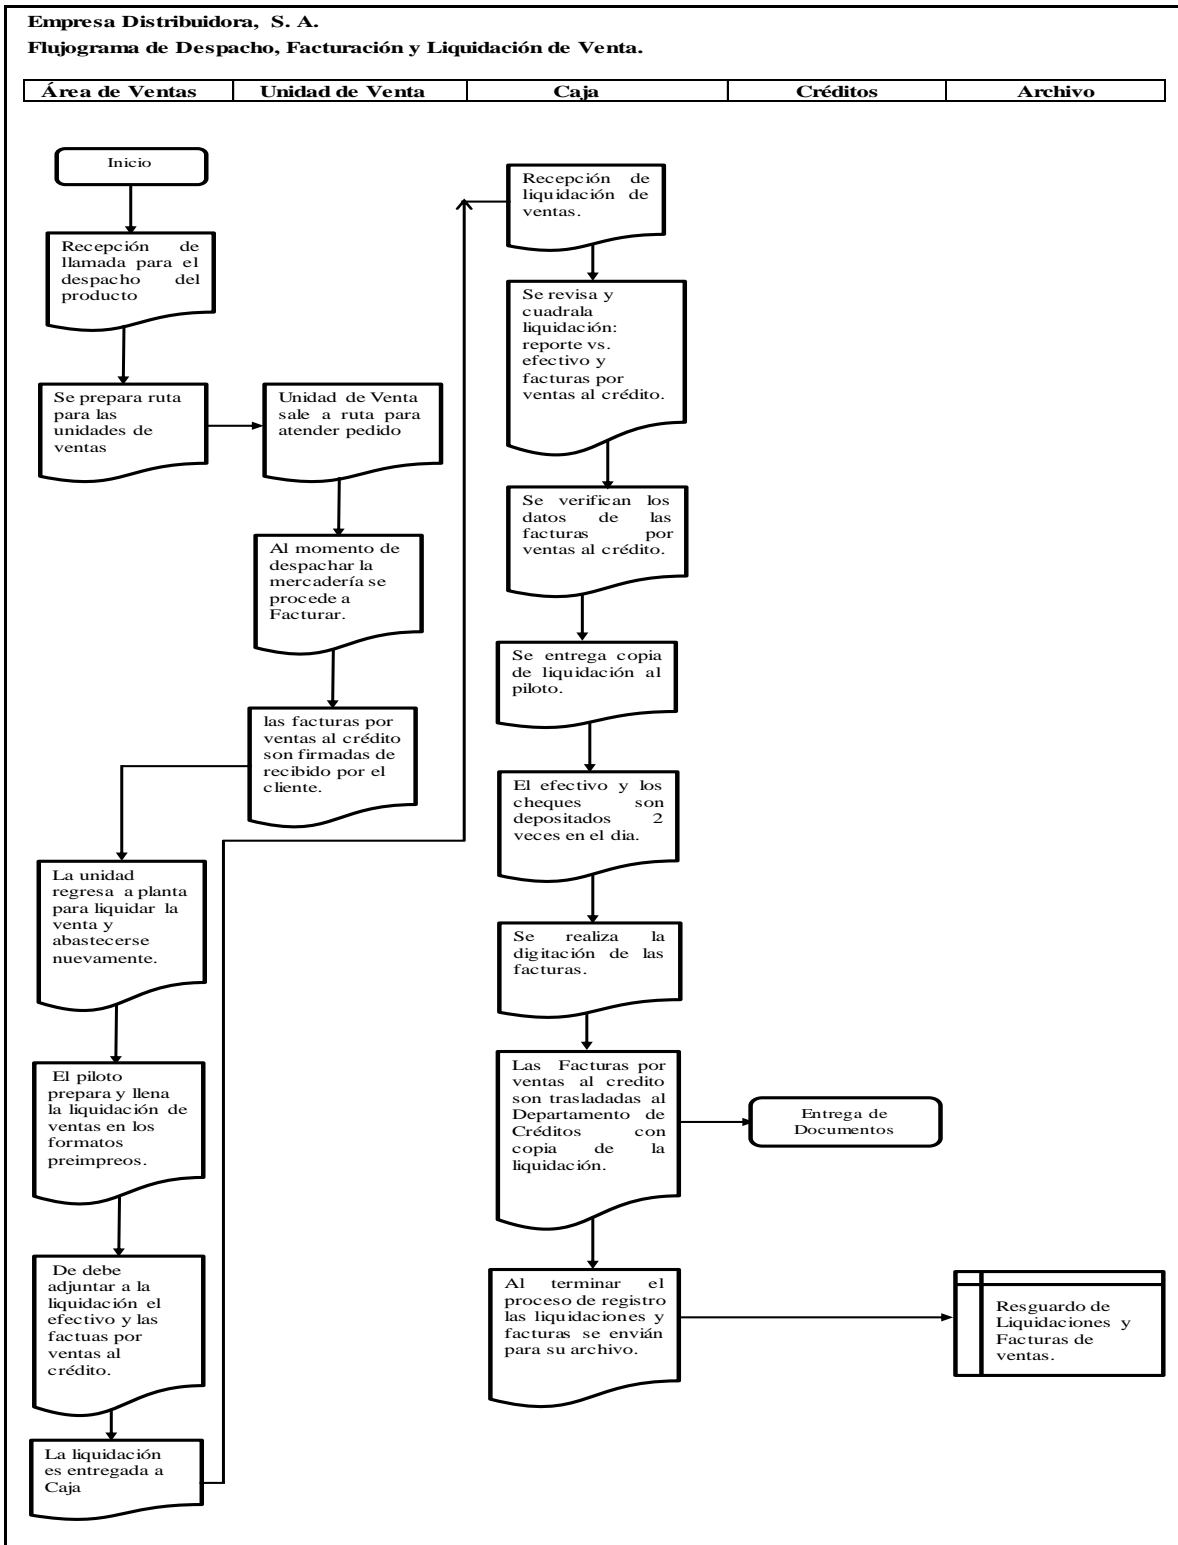 Empresa Distribuidora, S. A.
Flujograma de Despacho, Facturación y Liquidación de Venta.
Área de Ventas
Unidad de Venta
Caja
Créditos
Archivo
Inicio
Recepción de
llamada para el
despacho del
producto
Se prepara ruta
para las
unidades de
ventas
Unidad de Venta
sale a ruta para
atender pedido
Al momento de
despachar la
mercadería se
procede a
Facturar.
las facturas por
ventas al crédito
son firmadas de
recibido por el
cliente.
La unidad
regresa a planta
para liquidar la
venta y
abastecerse
nuevamente.
El piloto
prepara y llena
la liquidación de
ventas en los
formatos
preimpreos.
De debe
adjuntar a la
liquidación el
efectivo y las
factuas por
ventas al
crédito.
La liquidación
es entregada a
Caja
Recepción de
liquidación de
ventas.
Se revisa y
cuadrala
liquidación:
reporte vs.
efectivo y
facturas por
ventas al crédito.
Se verifican los
datos de las
facturas por
ventas al crédito.
Se entrega copia
de liquidación al
piloto.
El efectivo y los
cheques son
depositados 2
veces en el dia.
Se realiza la
digitación de las
facturas.
Las Facturas por
ventas al credito
son trasladadas al
Departamento de
Créditos con
copia de la
liquidación.
Entrega de
Documentos
Al terminar el
proceso de registro
las liquidaciones y
facturas se envián
para su archivo.
Resguardo de
Liquidaciones y
Facturas de
ventas.